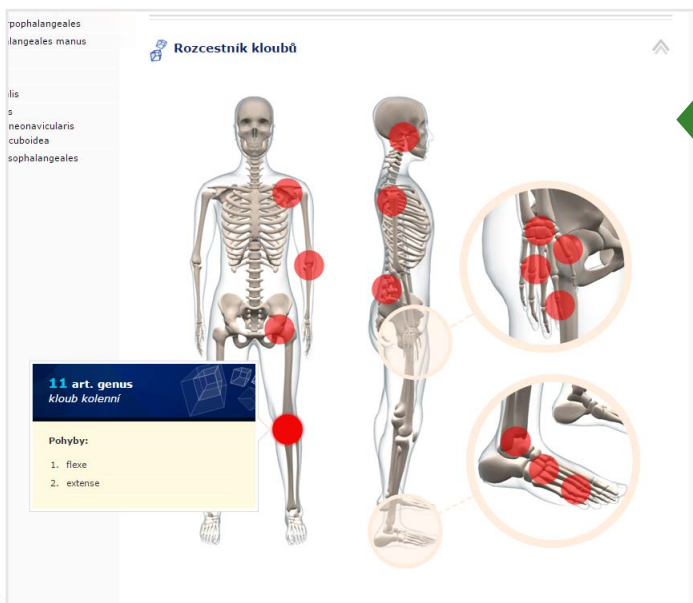 rpophalangeales
langeales manus
lis
s
neonavicularis
cuboidea
sophalangeales
Rozcestník kloubů
11 art. genus
kloub kolenní
Pohyby:
1. flexe
2. extense